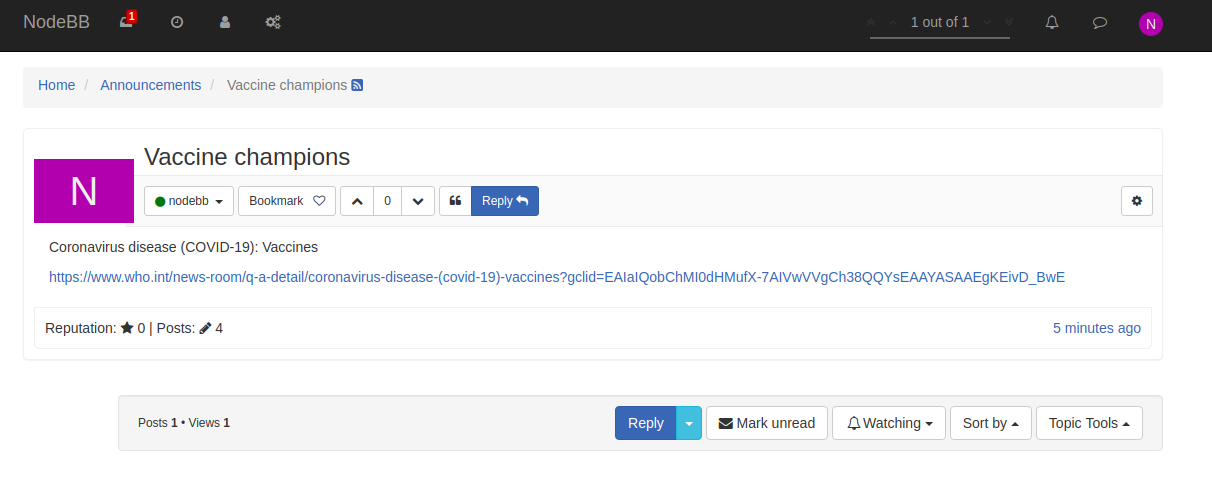 NodeBB 1 1 out of 1 N
Home / Announcements / Vaccine champions
Vaccine champions
N
nodebb Bookmark 0 Reply
Coronavirus disease (COVID-19): Vaccines
https://www.who.int/news-room/q-a-detail/coronavirus-disease-(covid-19)-vaccines?gclid=EAIaIQobChMI0dHMufX-7AIVwVVgCh38QQYsEAAYASAAEgKEivD_BwE
Reputation: 0 | Posts: 4 5 minutes ago
Posts 1 • Views 1 Reply Mark unread Watching Sort by Topic Tools